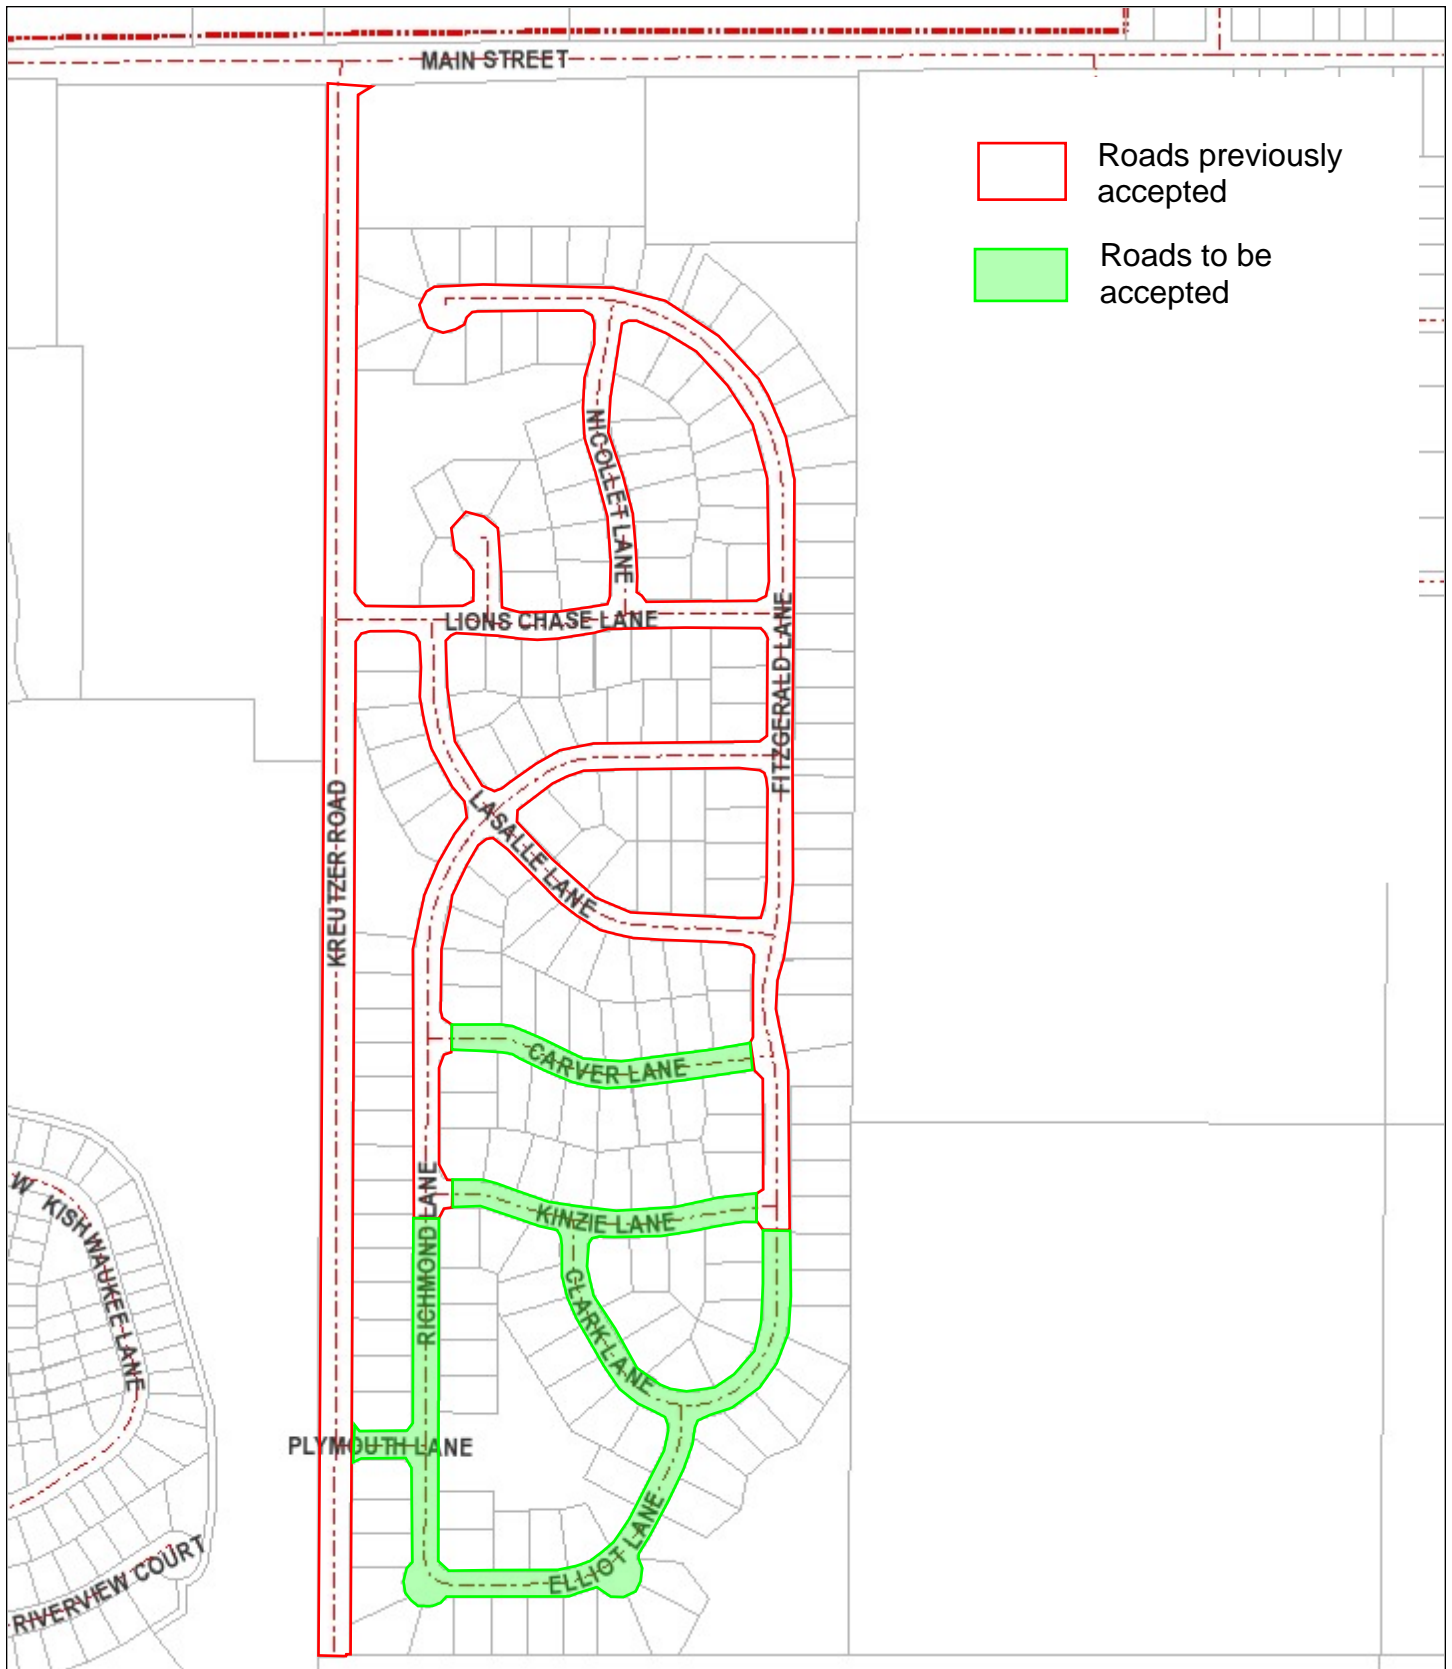 MAIN STREET
Roads previously
accepted
Roads to be
accepted
NICOLLET LANE
LIONS CHASE LANE
FITZGERALD LANE
KREUTZER ROAD
LASALLE LANE
CARVER LANE
W KISHWAUKEE LANE
RICHMOND LANE
KINZIE LANE
CLARK LANE
PLYMOUTH LANE
ELLIOT LANE
RIVERVIEW COURT